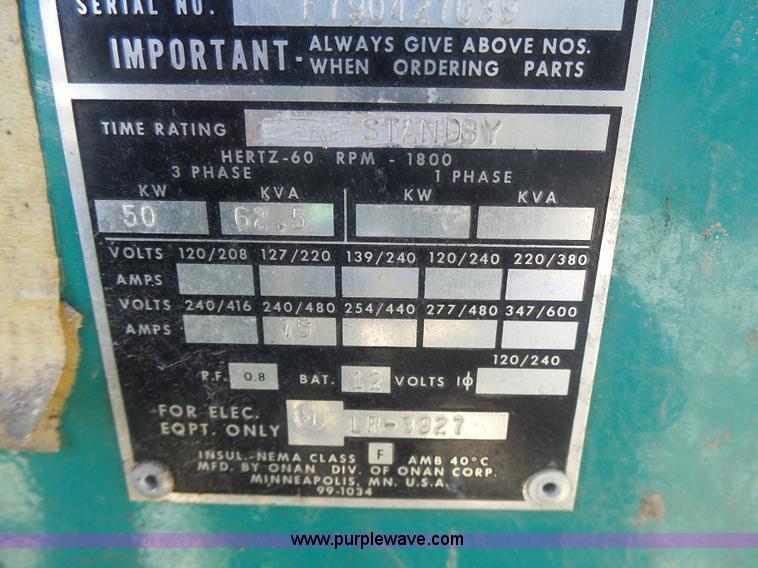 SERIAL NO. F790427039
IMPORTANT - ALWAYS GIVE ABOVE NOS.
WHEN ORDERING PARTS
TIME RATING STANDBY
HERTZ-60 RPM - 1800
3 PHASE 1 PHASE
KW KVA KW KVA
50 62.5
VOLTS 120/208 127/220 139/240 120/240 220/380
AMPS
VOLTS 240/416 240/480 254/440 277/480 347/600
AMPS 75
120/240
P.F. 0.8 BAT. 12 VOLTS 1φ
FOR ELEC.
EQPT. ONLY LR-3927
INSUL.-NEMA CLASS F AMB 40°C
MFD. BY ONAN DIV. OF ONAN CORP.
MINNEAPOLIS, MN. U.S.A.
99-1034
www.purplewave.com